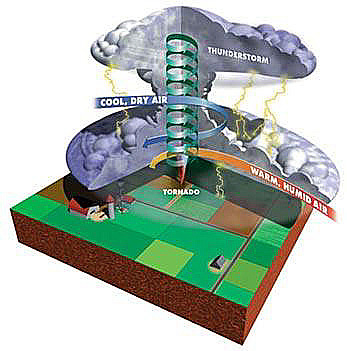 THUNDERSTORM
COOL, DRY AIR
WARM, HUMID AIR
TORNADO